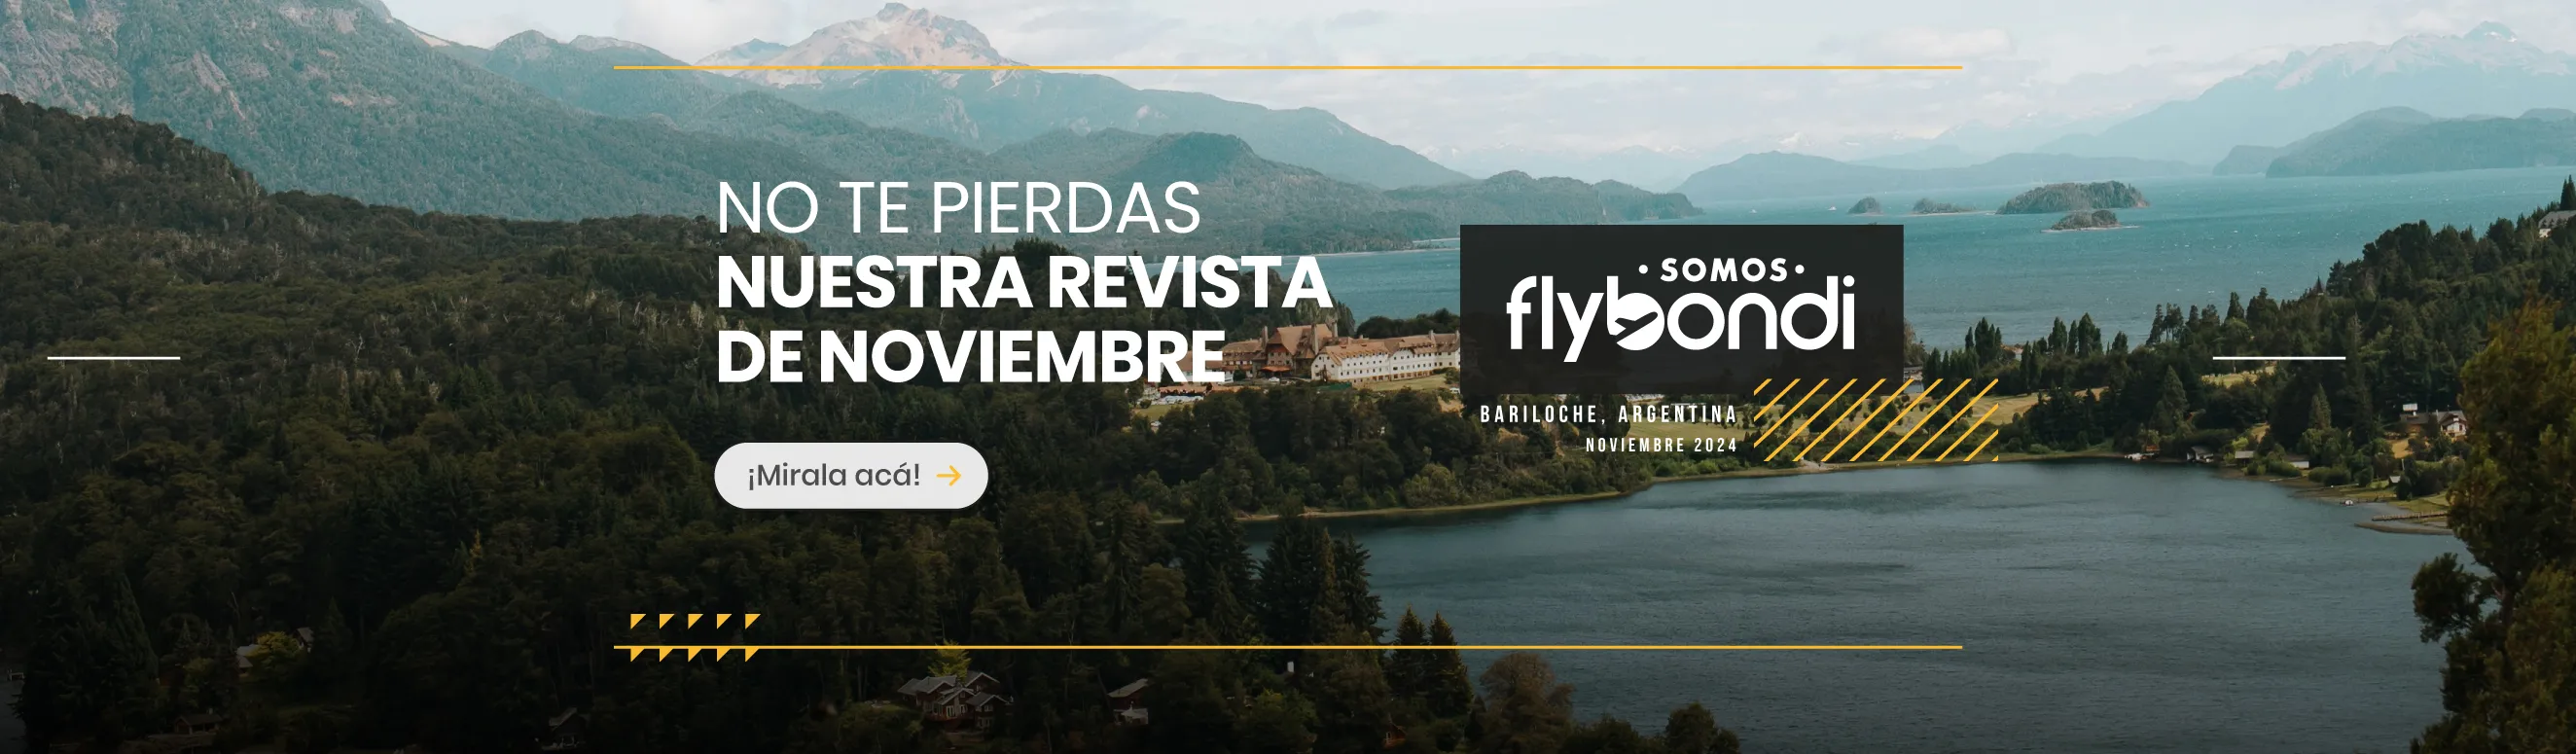 NO TE PIERDAS
NUESTRA REVISTA
DE NOVIEMBRE
¡Mirala acá!
• SOMOS •
flybondi
BARILOCHE, ARGENTINA
NOVIEMBRE 2024